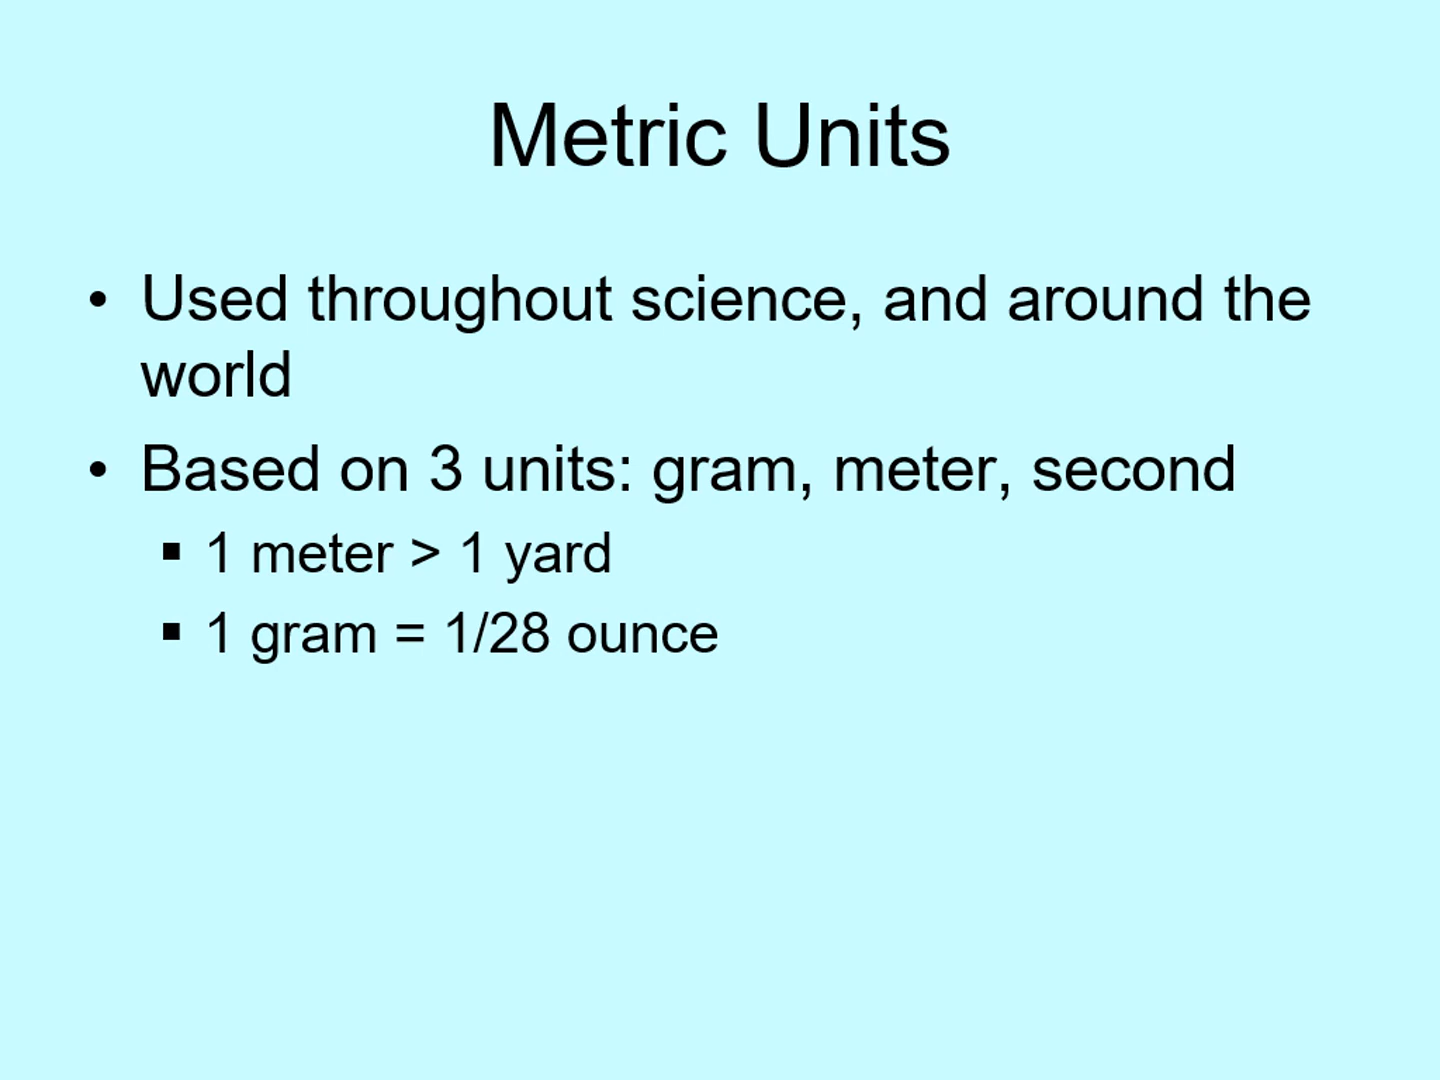 Metric Units
• Used throughout science, and around the
world
• Based on 3 units: gram, meter, second
▪ 1 meter > 1 yard
▪ 1 gram = 1/28 ounce